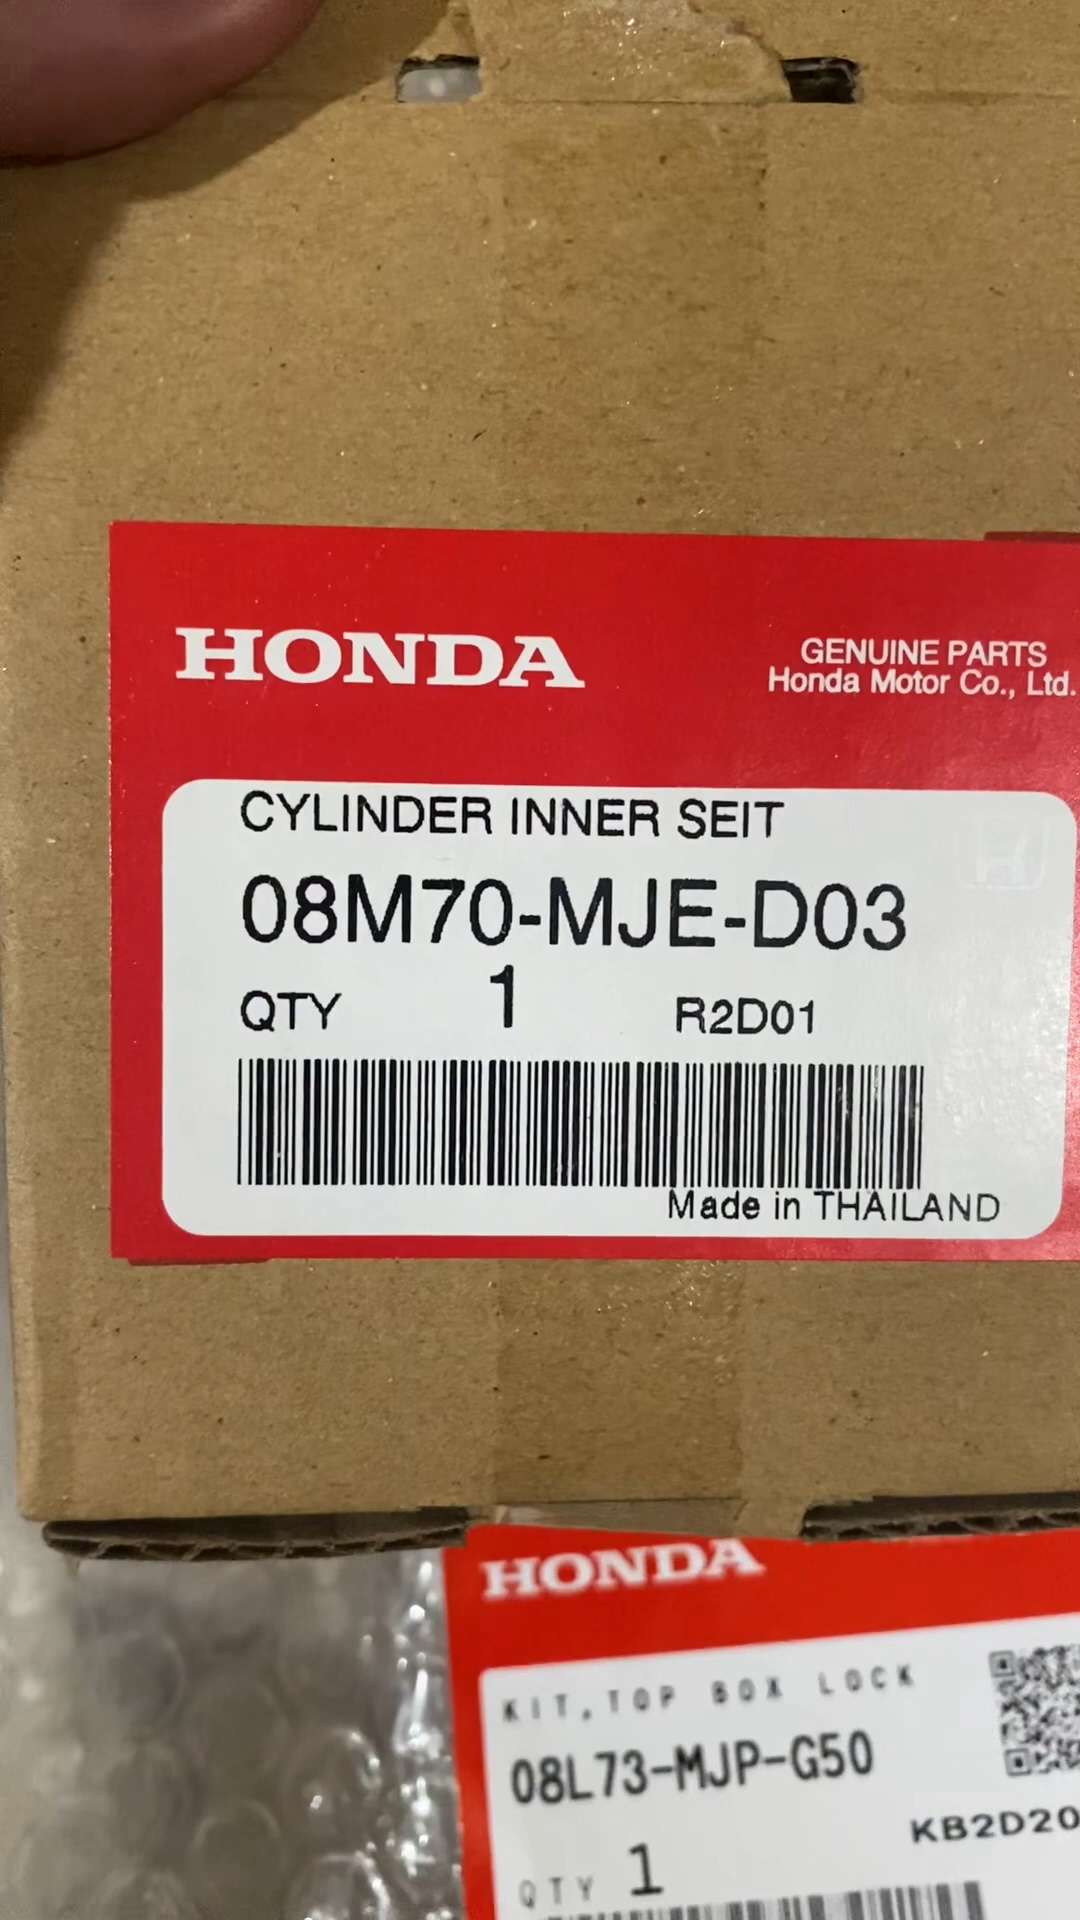 HONDA
GENUINE PARTS
Honda Motor Co., Ltd.
CYLINDER INNER SEIT
08M70-MJE-D03
QTY 1 R2D01
Made in THAILAND
HONDA
KIT, TOP BOX LOCK
08L73-MJP-G50
KB2D20
QTY 1